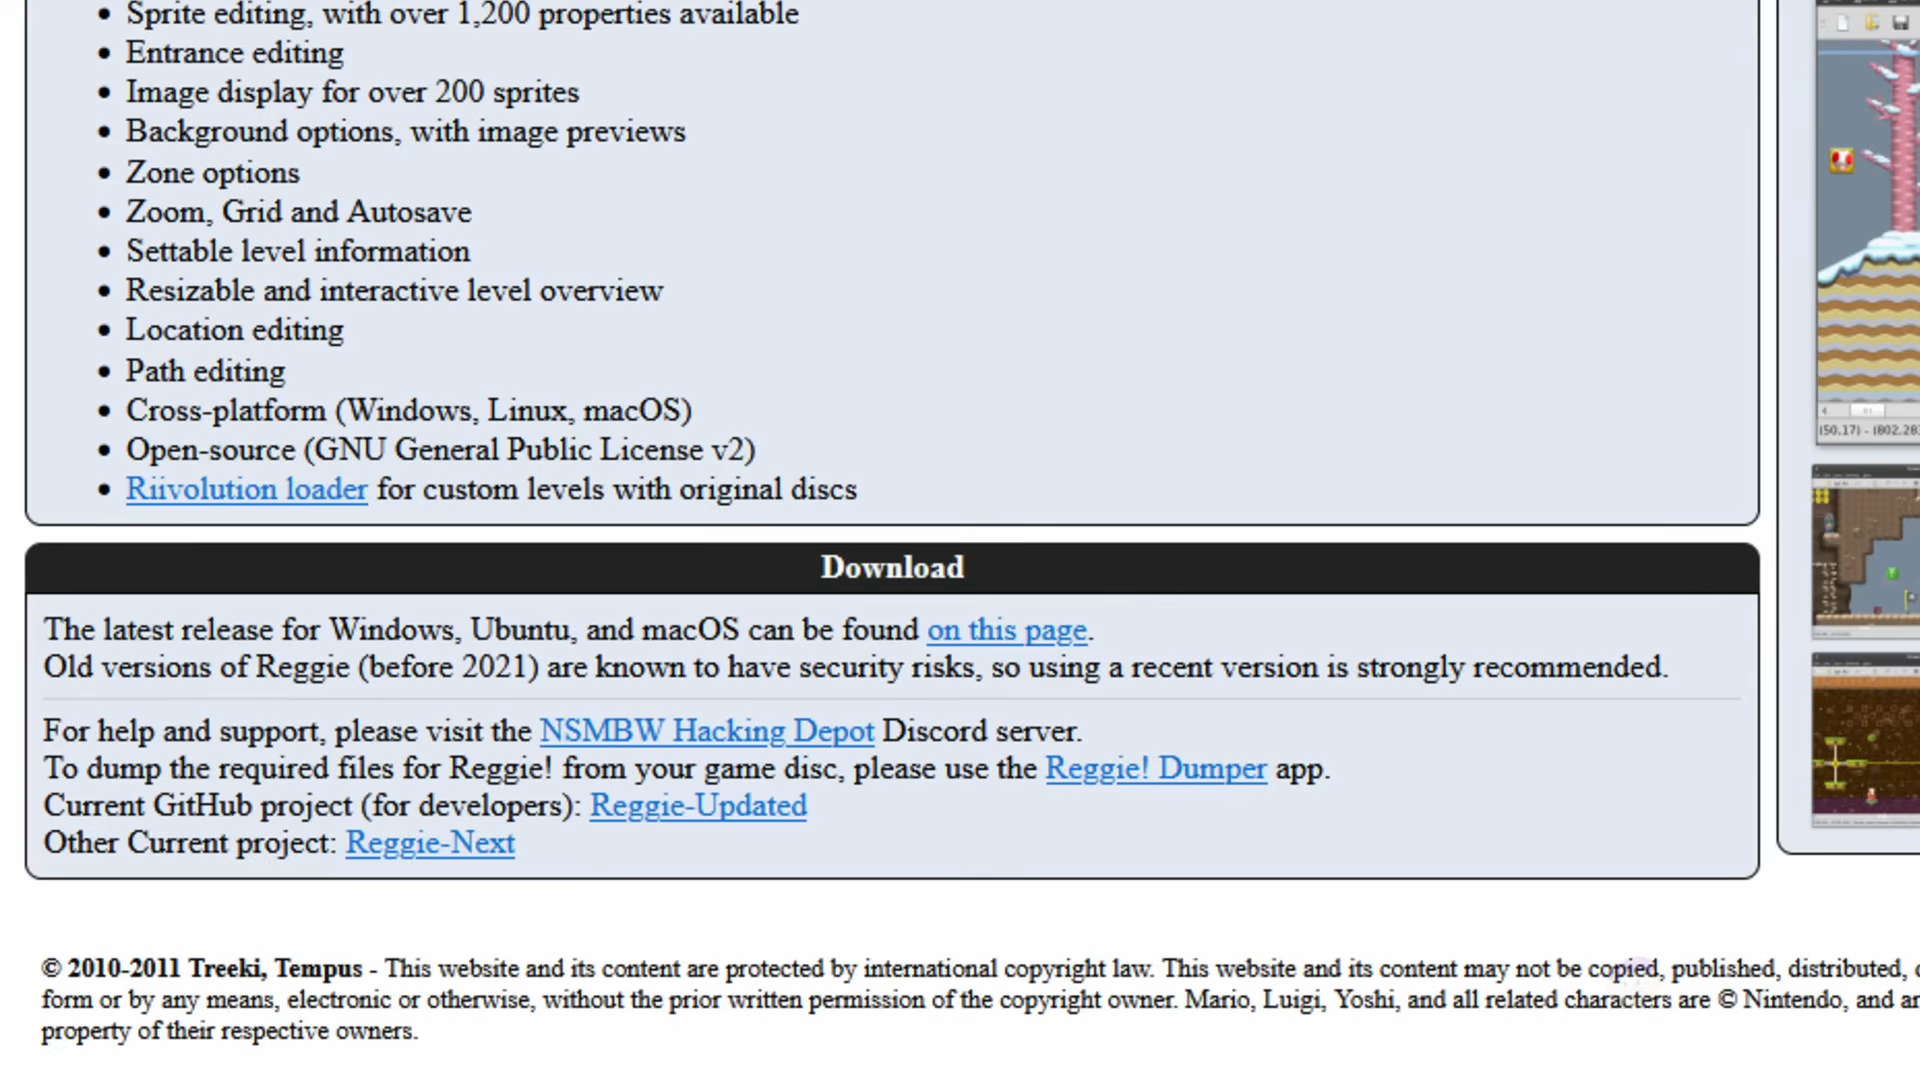 Sprite editing, with over 1,200 properties available
Entrance editing
Image display for over 200 sprites
Background options, with image previews
Zone options
Zoom, Grid and Autosave
Settable level information
Resizable and interactive level overview
Location editing
Path editing
Cross-platform (Windows, Linux, macOS)
Open-source (GNU General Public License v2)
Riivolution loader for custom levels with original discs
Download
The latest release for Windows, Ubuntu, and macOS can be found on this page.
Old versions of Reggie (before 2021) are known to have security risks, so using a recent version is strongly recommended.
For help and support, please visit the NSMBW Hacking Depot Discord server.
To dump the required files for Reggie! from your game disc, please use the Reggie! Dumper app.
Current GitHub project (for developers): Reggie-Updated
Other Current project: Reggie-Next
© 2010-2011 Treeki, Tempus - This website and its content are protected by international copyright law. This website and its content may not be copied, published, distributed,
form or by any means, electronic or otherwise, without the prior written permission of the copyright owner. Mario, Luigi, Yoshi, and all related characters are © Nintendo, and
property of their respective owners.